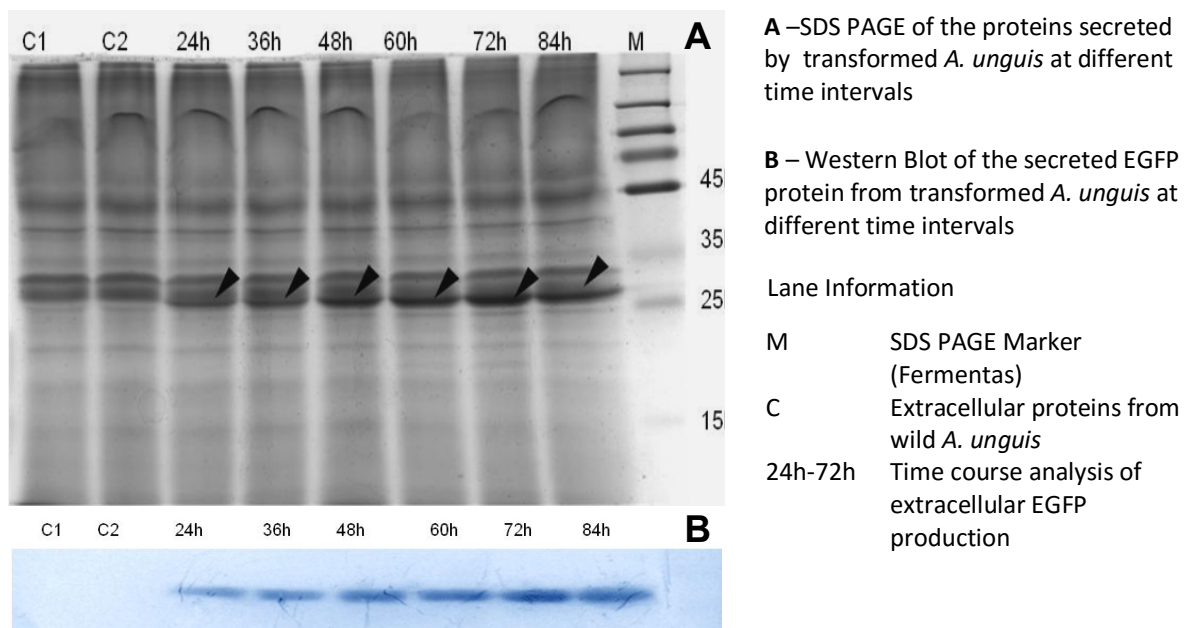 C1 C2 24h 36h 48h 60h 72h 84h M A
45
35
25
15
C1 C2 24h 36h 48h 60h 72h 84h B
A –SDS PAGE of the proteins secreted
by transformed A. unguis at different
time intervals
B – Western Blot of the secreted EGFP
protein from transformed A. unguis at
different time intervals
Lane Information
M SDS PAGE Marker
(Fermentas)
C Extracellular proteins from
wild A. unguis
24h-72h Time course analysis of
extracellular EGFP
production